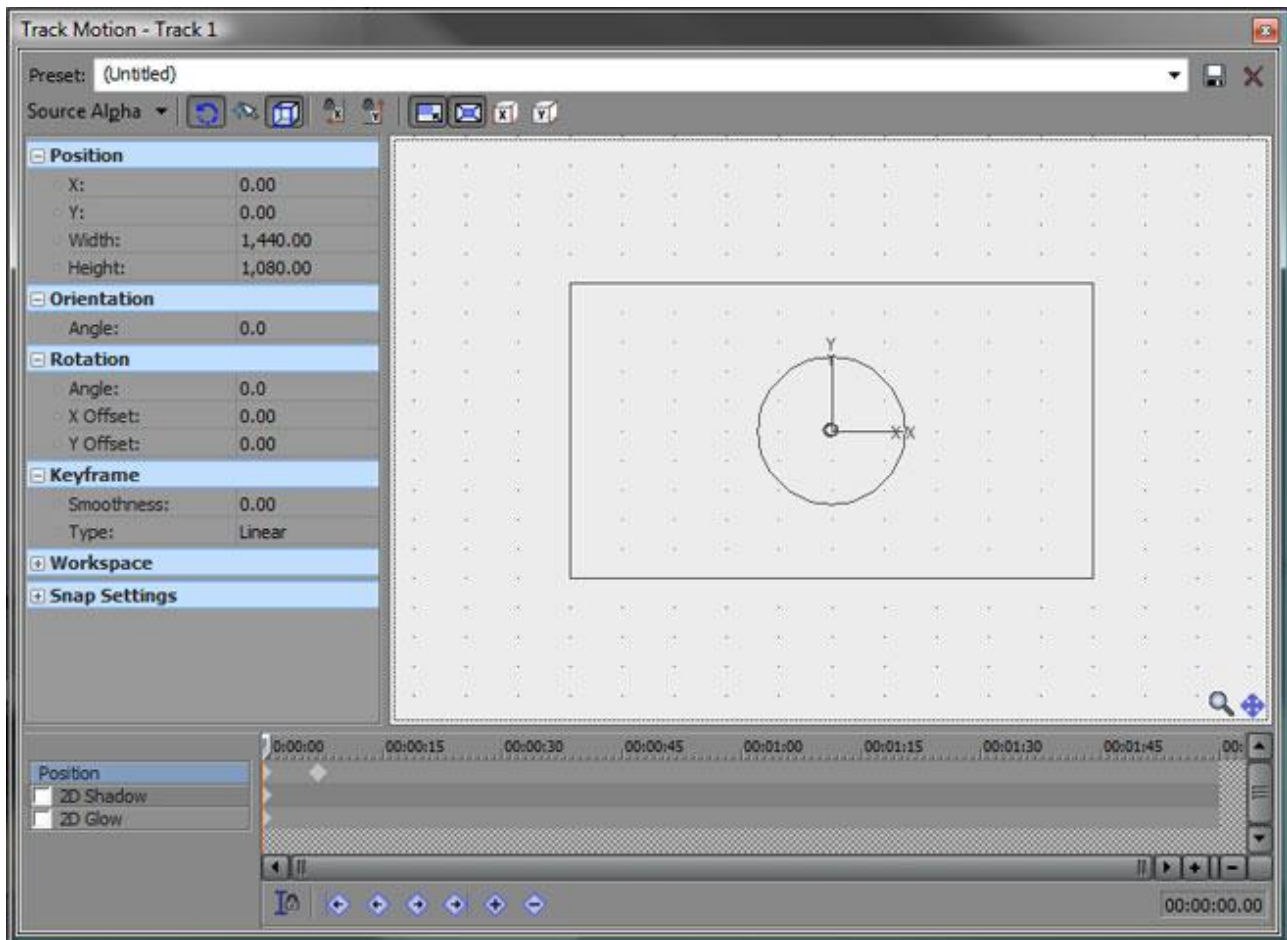 Track Motion - Track 1
Preset: (Untitled)
Source Alpha
Position
X: 0.00
Y: 0.00
Width: 1,440.00
Height: 1,080.00
Orientation
Angle: 0.0
Rotation
Angle: 0.0
X Offset: 0.00
Y Offset: 0.00
Keyframe
Smoothness: 0.00
Type: Linear
Workspace
Snap Settings
Y
X X
0:00:00 00:00:15 00:00:30 00:00:45 00:01:00 00:01:15 00:01:30 00:01:45 00:
Position
2D Shadow
2D Glow
00:00:00.00